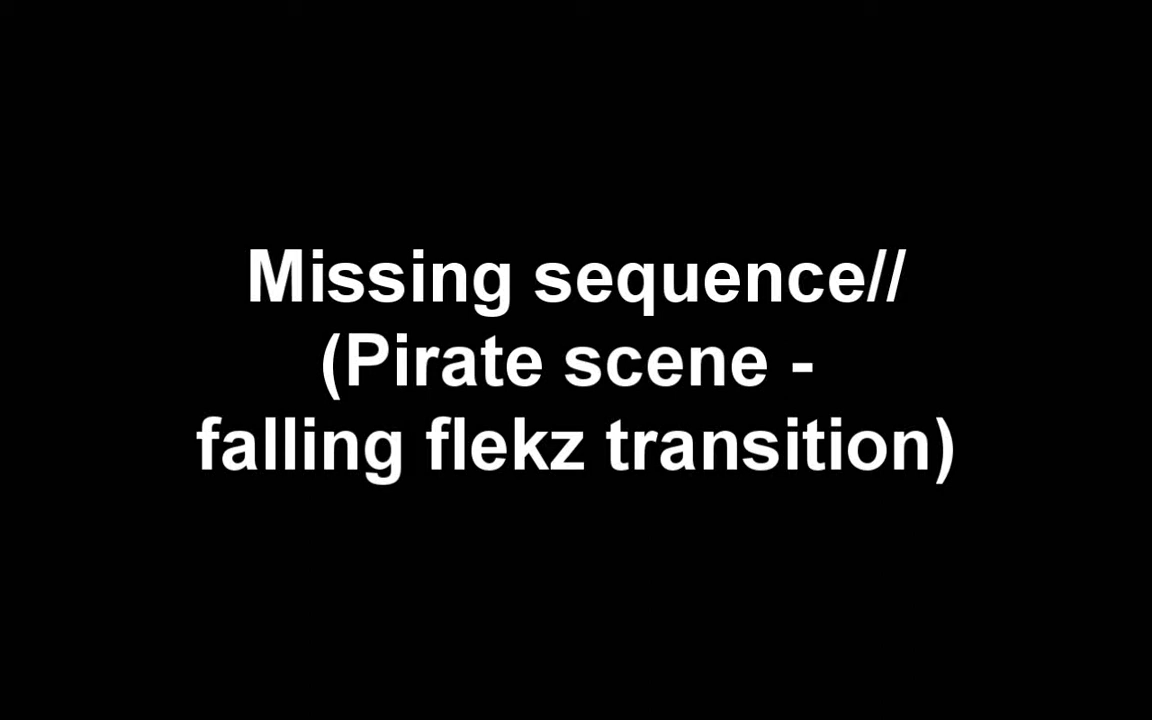 Missing sequence//
(Pirate scene -
falling flekz transition)